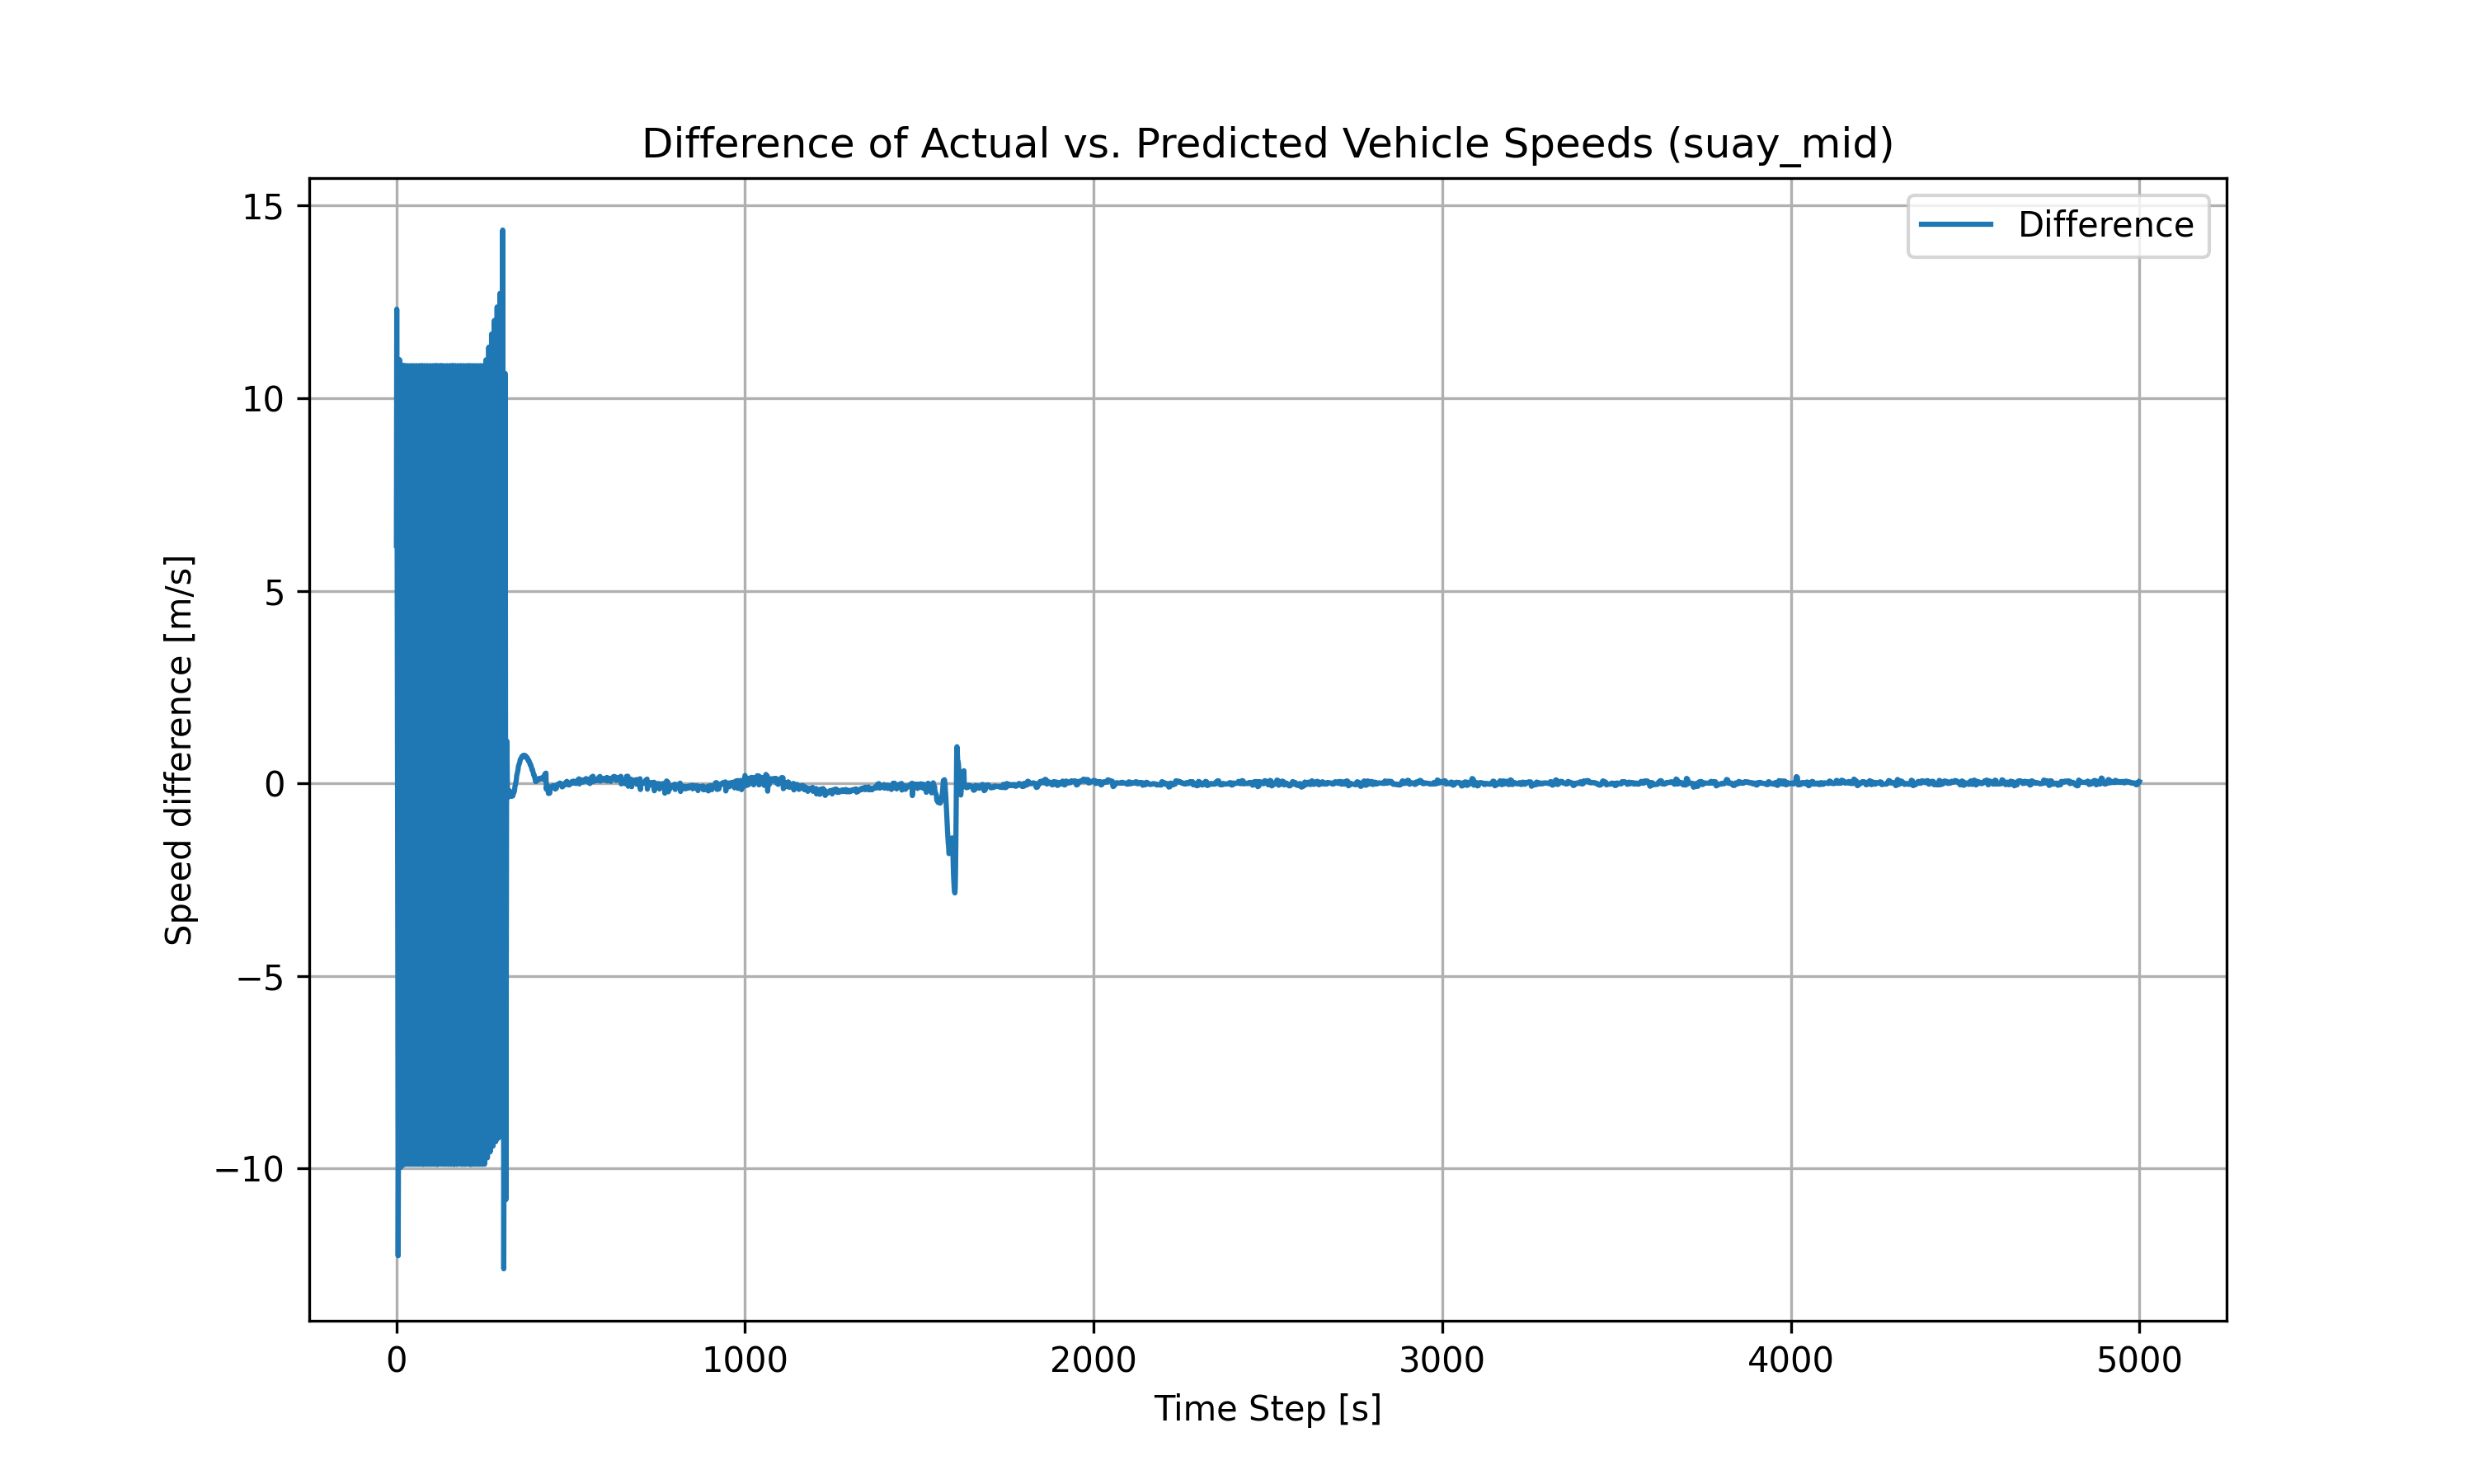 Difference of Actual vs. Predicted Vehicle Speeds (suay_mid)
Difference
15
10
5
0
−5
−10
Speed difference [m/s]
0 1000 2000 3000 4000 5000
Time Step [s]